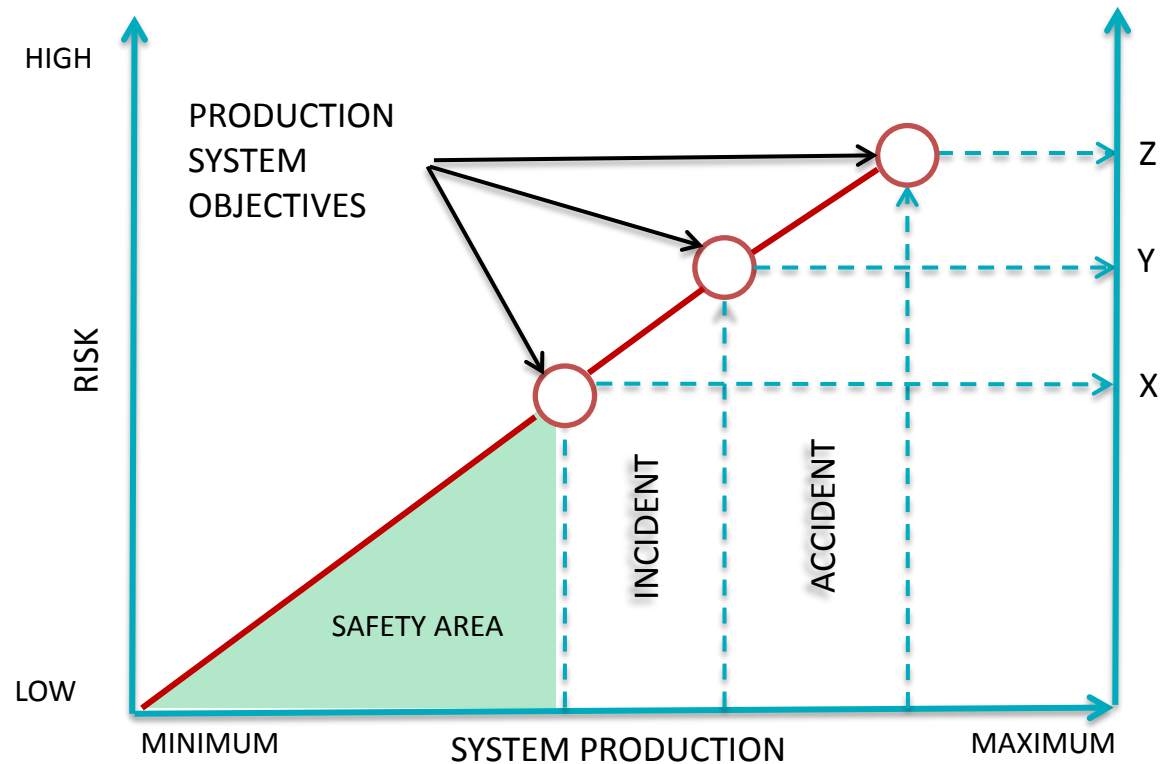 HIGH
PRODUCTION
SYSTEM
OBJECTIVES
Z
Y
X
RISK
INCIDENT
ACCIDENT
SAFETY AREA
LOW
MINIMUM
SYSTEM PRODUCTION
MAXIMUM